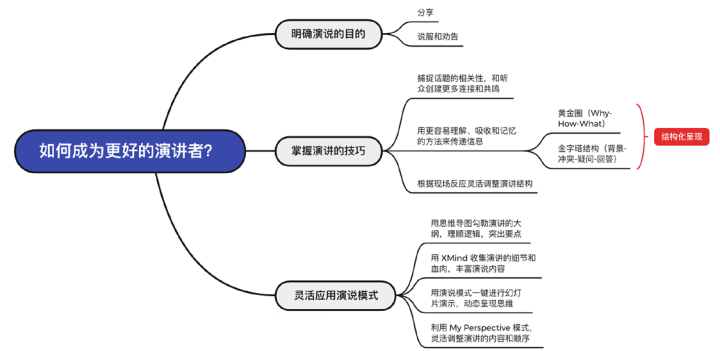 如何成为更好的演讲者？
明确演说的目的
分享
说服和劝告
掌握演讲的技巧
捕捉话题的相关性，和听
众创建更多连接和共鸣
用更容易理解、吸收和记忆
的方法来传递信息
黄金圈（Why-
How-What）
金字塔结构（背景-
冲突-疑问-回答）
结构化呈现
根据现场反应灵活调整演讲结构
灵活应用演说模式
用思维导图勾勒演讲的大
纲，理顺逻辑，突出要点
用 XMind 收集演讲的细节和
血肉，丰富演说内容
用演说模式一键进行幻灯
片演示，动态呈现思维
利用 My Perspective 模式，
灵活调整演讲的内容和顺序